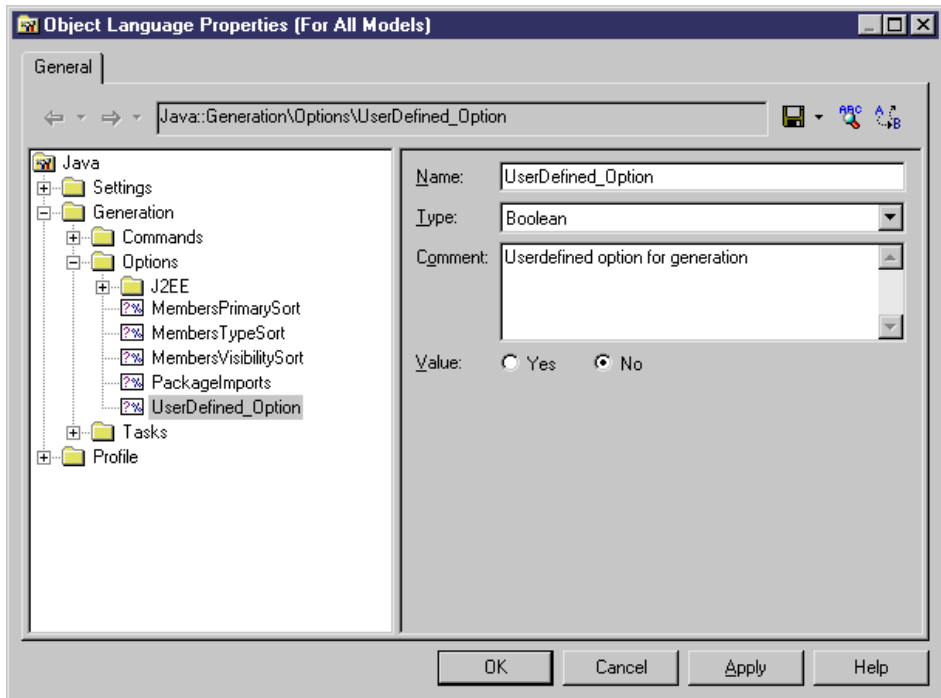 Object Language Properties (For All Models)
General
Java::Generation\Options\UserDefined_Option
ABC
A
B
Java
Settings
Generation
Commands
Options
J2EE
MembersPrimarySort
MembersTypeSort
MembersVisibilitySort
PackageImports
UserDefined_Option
Tasks
Profile
Name: UserDefined_Option
Type: Boolean
Comment: Userdefined option for generation
Value: Yes No
OK Cancel Apply Help